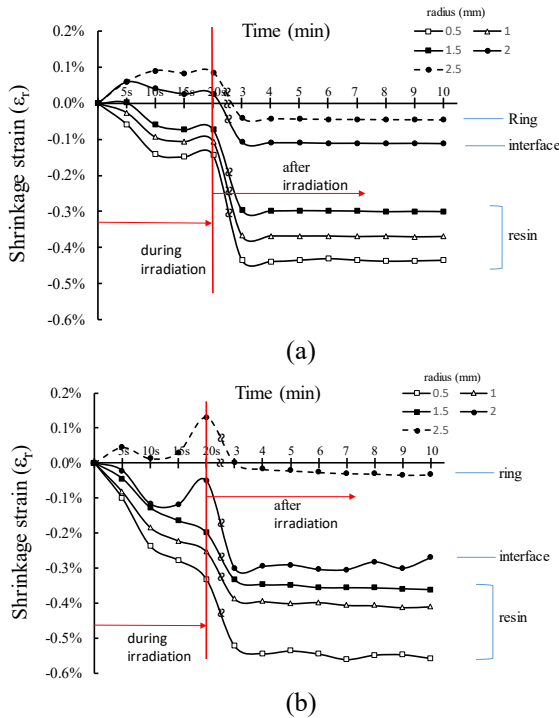 0.3%
0.2%
0.1%
0.0%
-0.1%
-0.2%
-0.3%
-0.4%
-0.5%
-0.6%
Shrinkage strain (εr)
Time (min)
radius (mm)
0.5 1
1.5 2
2.5
5s 10s 15s 20s 2 3 4 5 6 7 8 9 10
Ring
interface
after
irradiation
resin
during
irradiation
(a)
0.2%
0.1%
0.0%
-0.1%
-0.2%
-0.3%
-0.4%
-0.5%
-0.6%
Shrinkage strain (εr)
Time (min)
radius (mm)
0.5 1
1.5 2
2.5
5s 10s 15s 20s 2 3 4 5 6 7 8 9 10
ring
after
irradiation
interface
resin
during
irradiation
(b)